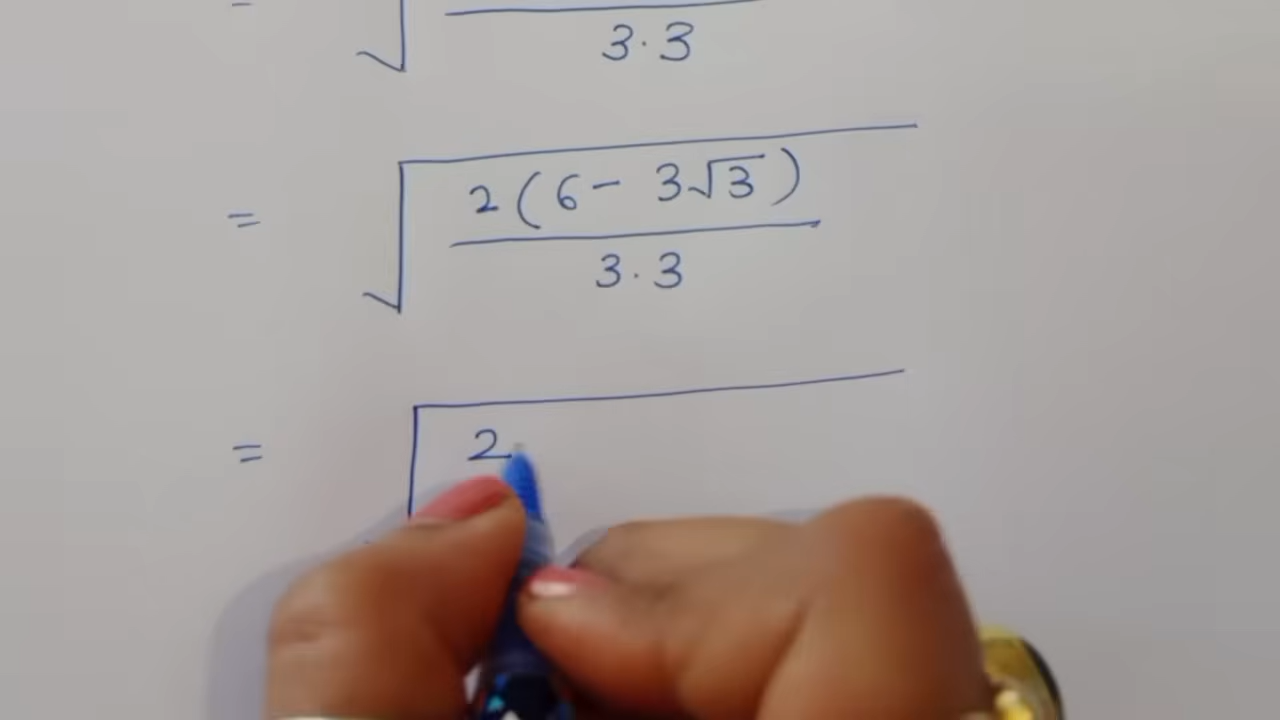 = √
3·3
= √(2(6 - 3√3)/3·3)
= √2